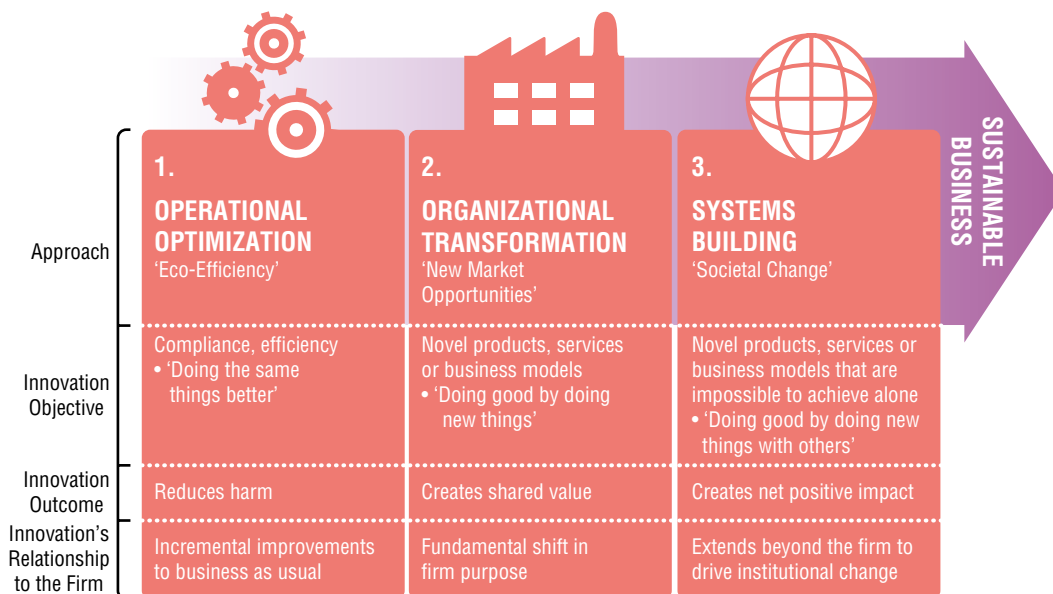 SUSTAINABLE
BUSINESS
Approach
1.
OPERATIONAL
OPTIMIZATION
‘Eco-Efficiency’
2.
ORGANIZATIONAL
TRANSFORMATION
‘New Market
Opportunities’
3.
SYSTEMS
BUILDING
‘Societal Change’
Innovation
Objective
Compliance, efficiency
• ‘Doing the same
things better’
Novel products, services
or business models
• ‘Doing good by doing
new things’
Novel products, services or
business models that are
impossible to achieve alone
• ‘Doing good by doing new
things with others’
Innovation
Outcome
Reduces harm
Creates shared value
Creates net positive impact
Innovation’s
Relationship
to the Firm
Incremental improvements
to business as usual
Fundamental shift in
firm purpose
Extends beyond the firm to
drive institutional change